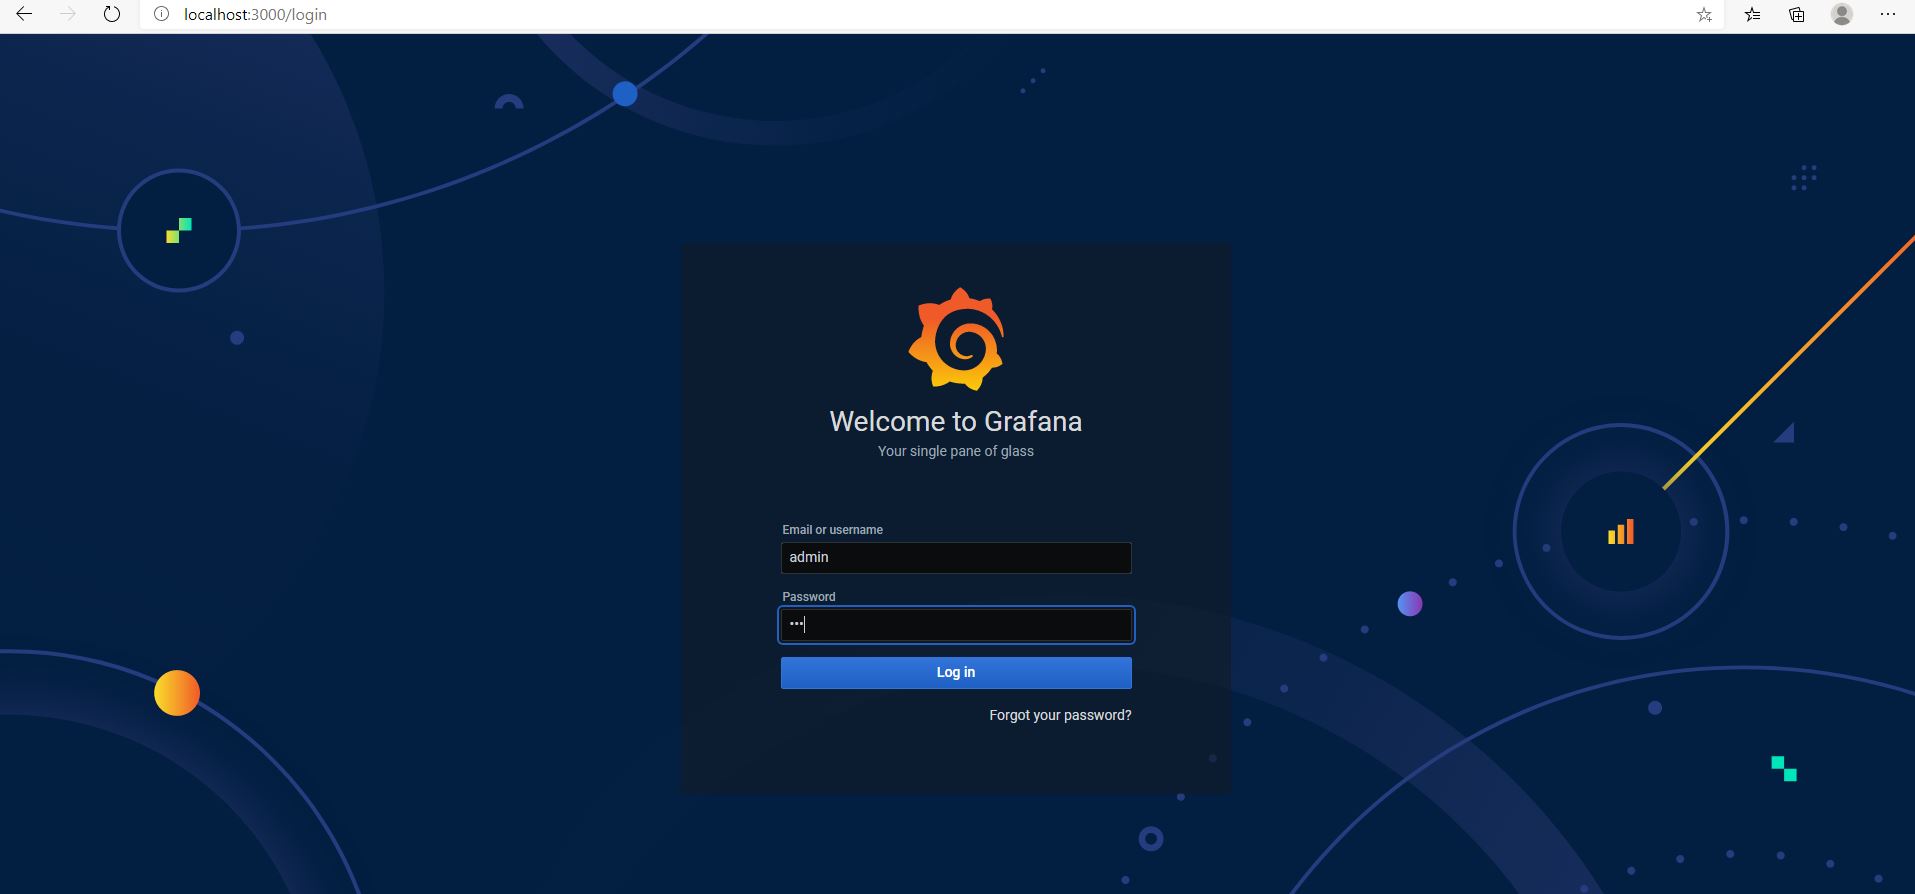 localhost:3000/login
Welcome to Grafana
Your single pane of glass
Email or username
admin
Password
•••
Log in
Forgot your password?